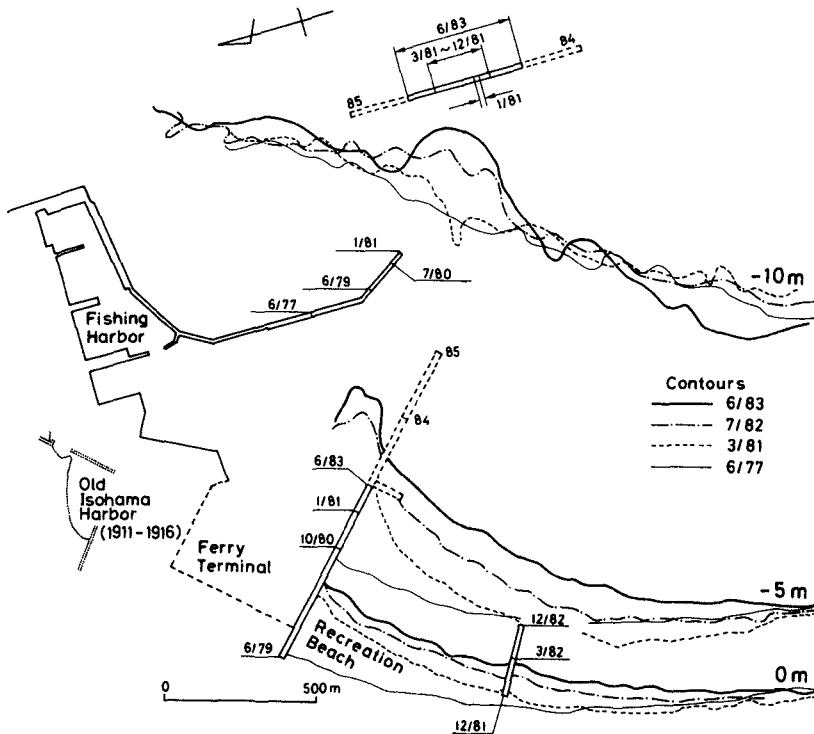 6/83
3/81~12/81
84
85
1/81
1/81
7/80
6/79
6/77
-10m
Fishing
Harbor
85
84
Contours
6/83
7/82
3/81
6/77
6/83
1/81
10/80
Old
Isohama
Harbor
(1911-1916)
Ferry
Terminal
-5m
12/82
3/82
Recreation
Beach
6/79
0m
0
500m
12/81